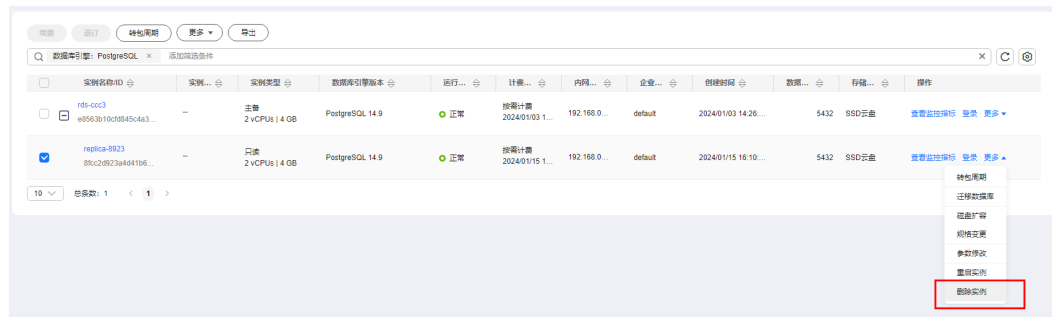 续费 退订 转包周期 更多 导出
数据库引擎：PostgreSQL × 添加筛选条件
实例名称/ID 实例... 实例类型 数据库引擎版本 运行... 计费... 内网... 企业... 创建时间 数据... 存储... 操作
rds-ccc3 -- 主备 PostgreSQL 14.9 正常 按需计费 192.168.0... default 2024/01/03 14:26:... 5432 SSD云盘 查看监控指标 登录 更多
e8563b10cfd845c4a3... 2 vCPUs | 4 GB 2024/01/03 1...
replica-8923 -- 只读 PostgreSQL 14.9 正常 按需计费 192.168.0... default 2024/01/15 16:10:... 5432 SSD云盘 查看监控指标 登录 更多
8fcc2d923a4d41b6... 2 vCPUs | 4 GB 2024/01/15 1...
10 总条数：1 < 1 >
转包周期
迁移数据库
磁盘扩容
规格变更
参数修改
重启实例
删除实例